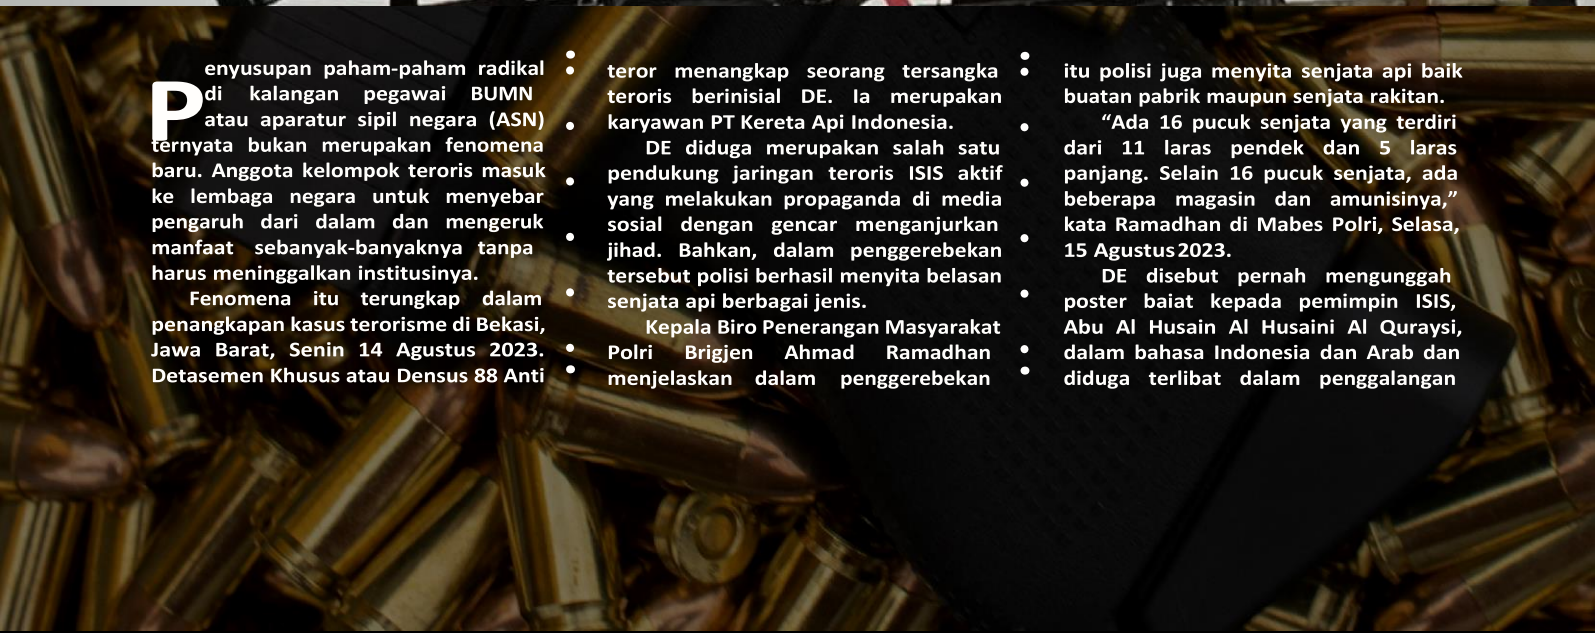 Penyusupan paham-paham radikal
di kalangan pegawai BUMN
atau aparatur sipil negara (ASN)
ternyata bukan merupakan fenomena
baru. Anggota kelompok teroris masuk
ke lembaga negara untuk menyebar
pengaruh dari dalam dan mengeruk
manfaat sebanyak-banyaknya tanpa
harus meninggalkan institusinya.
Fenomena itu terungkap dalam
penangkapan kasus terorisme di Bekasi,
Jawa Barat, Senin 14 Agustus 2023.
Detasemen Khusus atau Densus 88 Anti
teror menangkap seorang tersangka
teroris berinisial DE. Ia merupakan
karyawan PT Kereta Api Indonesia.
DE diduga merupakan salah satu
pendukung jaringan teroris ISIS aktif
yang melakukan propaganda di media
sosial dengan gencar menganjurkan
jihad. Bahkan, dalam penggerebekan
tersebut polisi berhasil menyita belasan
senjata api berbagai jenis.
Kepala Biro Penerangan Masyarakat
Polri Brigjen Ahmad Ramadhan
menjelaskan dalam penggerebekan
itu polisi juga menyita senjata api baik
buatan pabrik maupun senjata rakitan.
“Ada 16 pucuk senjata yang terdiri
dari 11 laras pendek dan 5 laras
panjang. Selain 16 pucuk senjata, ada
beberapa magasin dan amunisinya,”
kata Ramadhan di Mabes Polri, Selasa,
15 Agustus 2023.
DE disebut pernah mengunggah
poster baiat kepada pemimpin ISIS,
Abu Al Husain Al Husaini Al Quraysi,
dalam bahasa Indonesia dan Arab dan
diduga terlibat dalam penggalangan